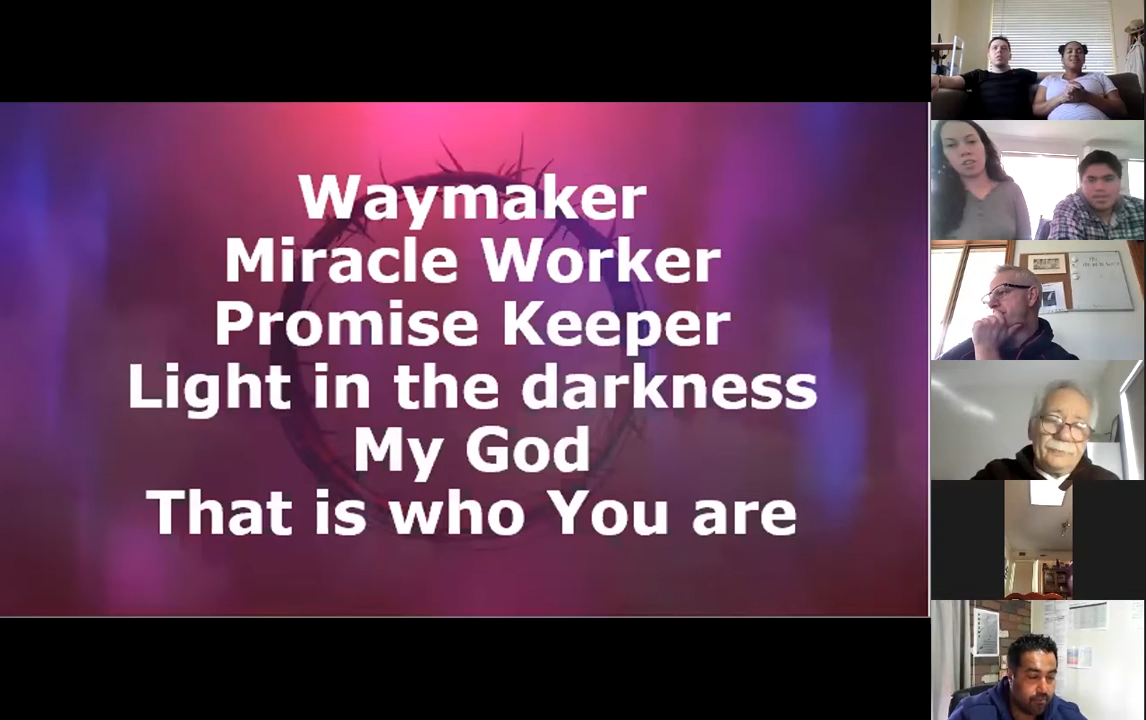 Waymaker
Miracle Worker
Promise Keeper
Light in the darkness
My God
That is who You are